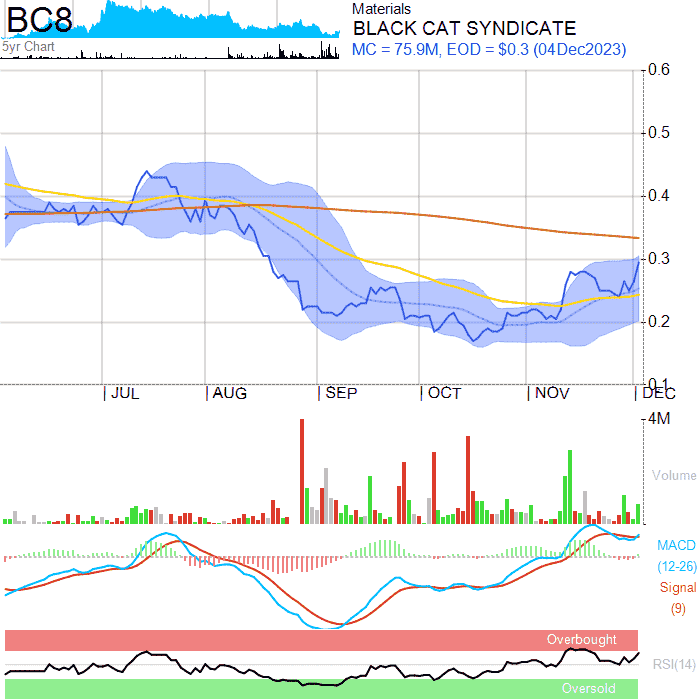 BC8
5yr Chart
Materials
BLACK CAT SYNDICATE
MC = 75.9M, EOD = $0.3 (04Dec2023)
0.6
0.5
0.4
0.3
0.2
0.1
JUL AUG SEP OCT NOV DEC
4M
Volume
MACD
(12-26)
Signal
(9)
Overbought
RSI(14)
Oversold